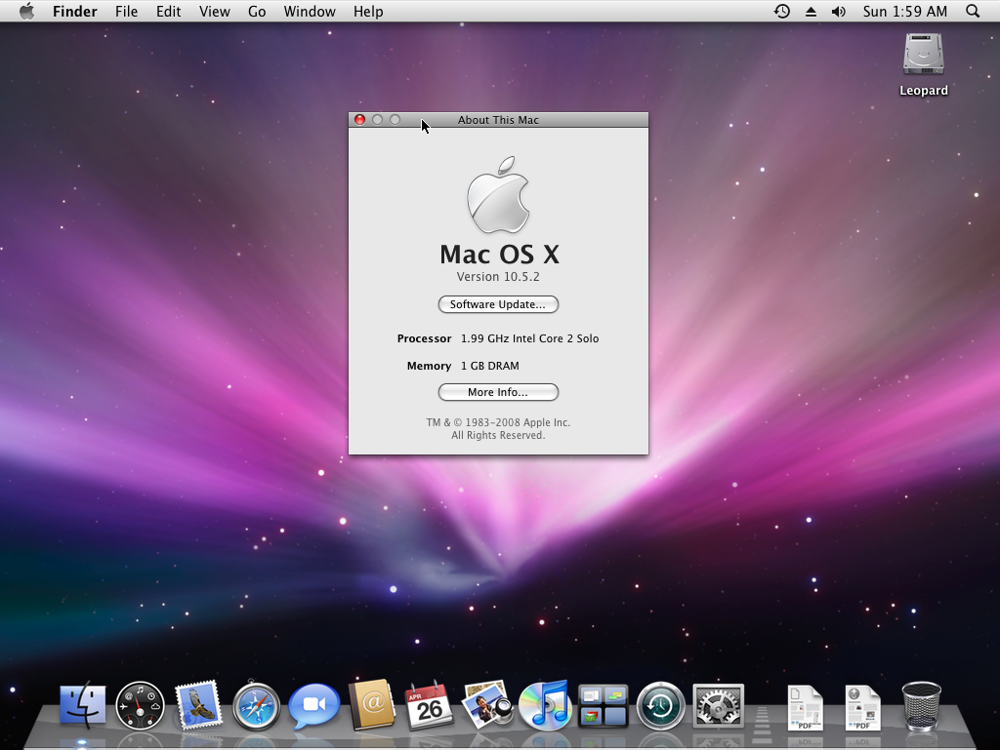 Finder File Edit View Go Window Help Sun 1:59 AM
Leopard
About This Mac
Mac OS X
Version 10.5.2
Software Update...
Processor 1.99 GHz Intel Core 2 Solo
Memory 1 GB DRAM
More Info...
TM & © 1983-2008 Apple Inc.
All Rights Reserved.
APR
26
@
PDF
PDF